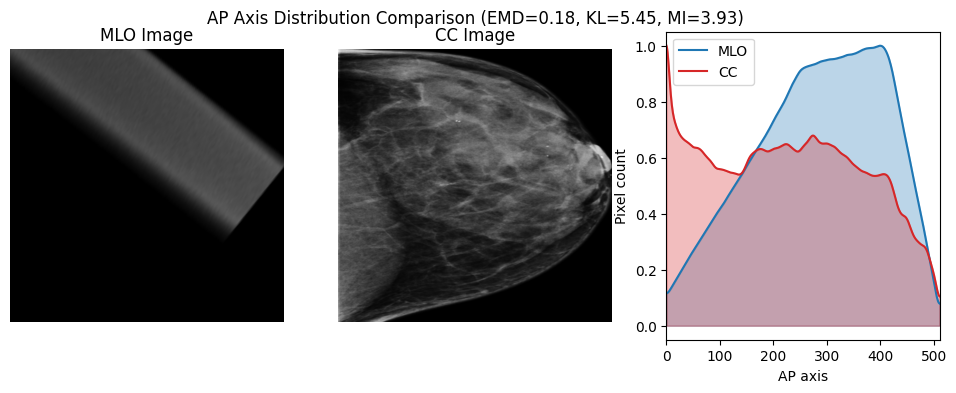 AP Axis Distribution Comparison (EMD=0.18, KL=5.45, MI=3.93)
MLO Image
CC Image
MLO
CC
Pixel count
1.0
0.8
0.6
0.4
0.2
0.0
0 100 200 300 400 500
AP axis